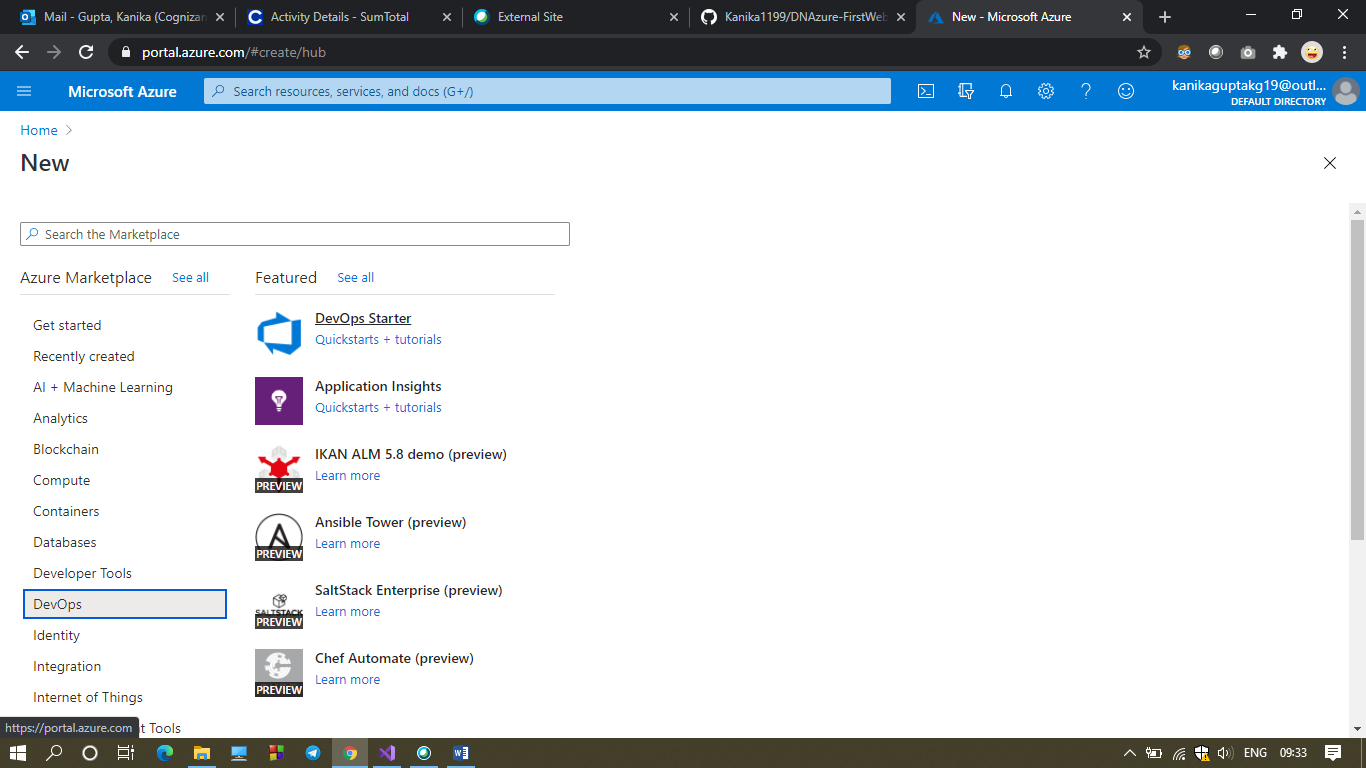 Mail - Gupta, Kanika (Cognizan
Activity Details - SumTotal
External Site
Kanika1199/DNAzure-FirstWeb
New - Microsoft Azure
portal.azure.com/#create/hub
Microsoft Azure
Search resources, services, and docs (G+/)
kanikaguptakg19@outl...
DEFAULT DIRECTORY
Home
New
Search the Marketplace
Azure Marketplace See all
Featured See all
Get started
Recently created
AI + Machine Learning
Analytics
Blockchain
Compute
Containers
Databases
Developer Tools
DevOps
Identity
Integration
Internet of Things
t Tools
DevOps Starter
Quickstarts + tutorials
Application Insights
Quickstarts + tutorials
IKAN ALM 5.8 demo (preview)
Learn more
PREVIEW
Ansible Tower (preview)
Learn more
PREVIEW
SaltStack Enterprise (preview)
Learn more
SALTSTACK
PREVIEW
Chef Automate (preview)
Learn more
PREVIEW
https://portal.azure.com
ENG
09:33